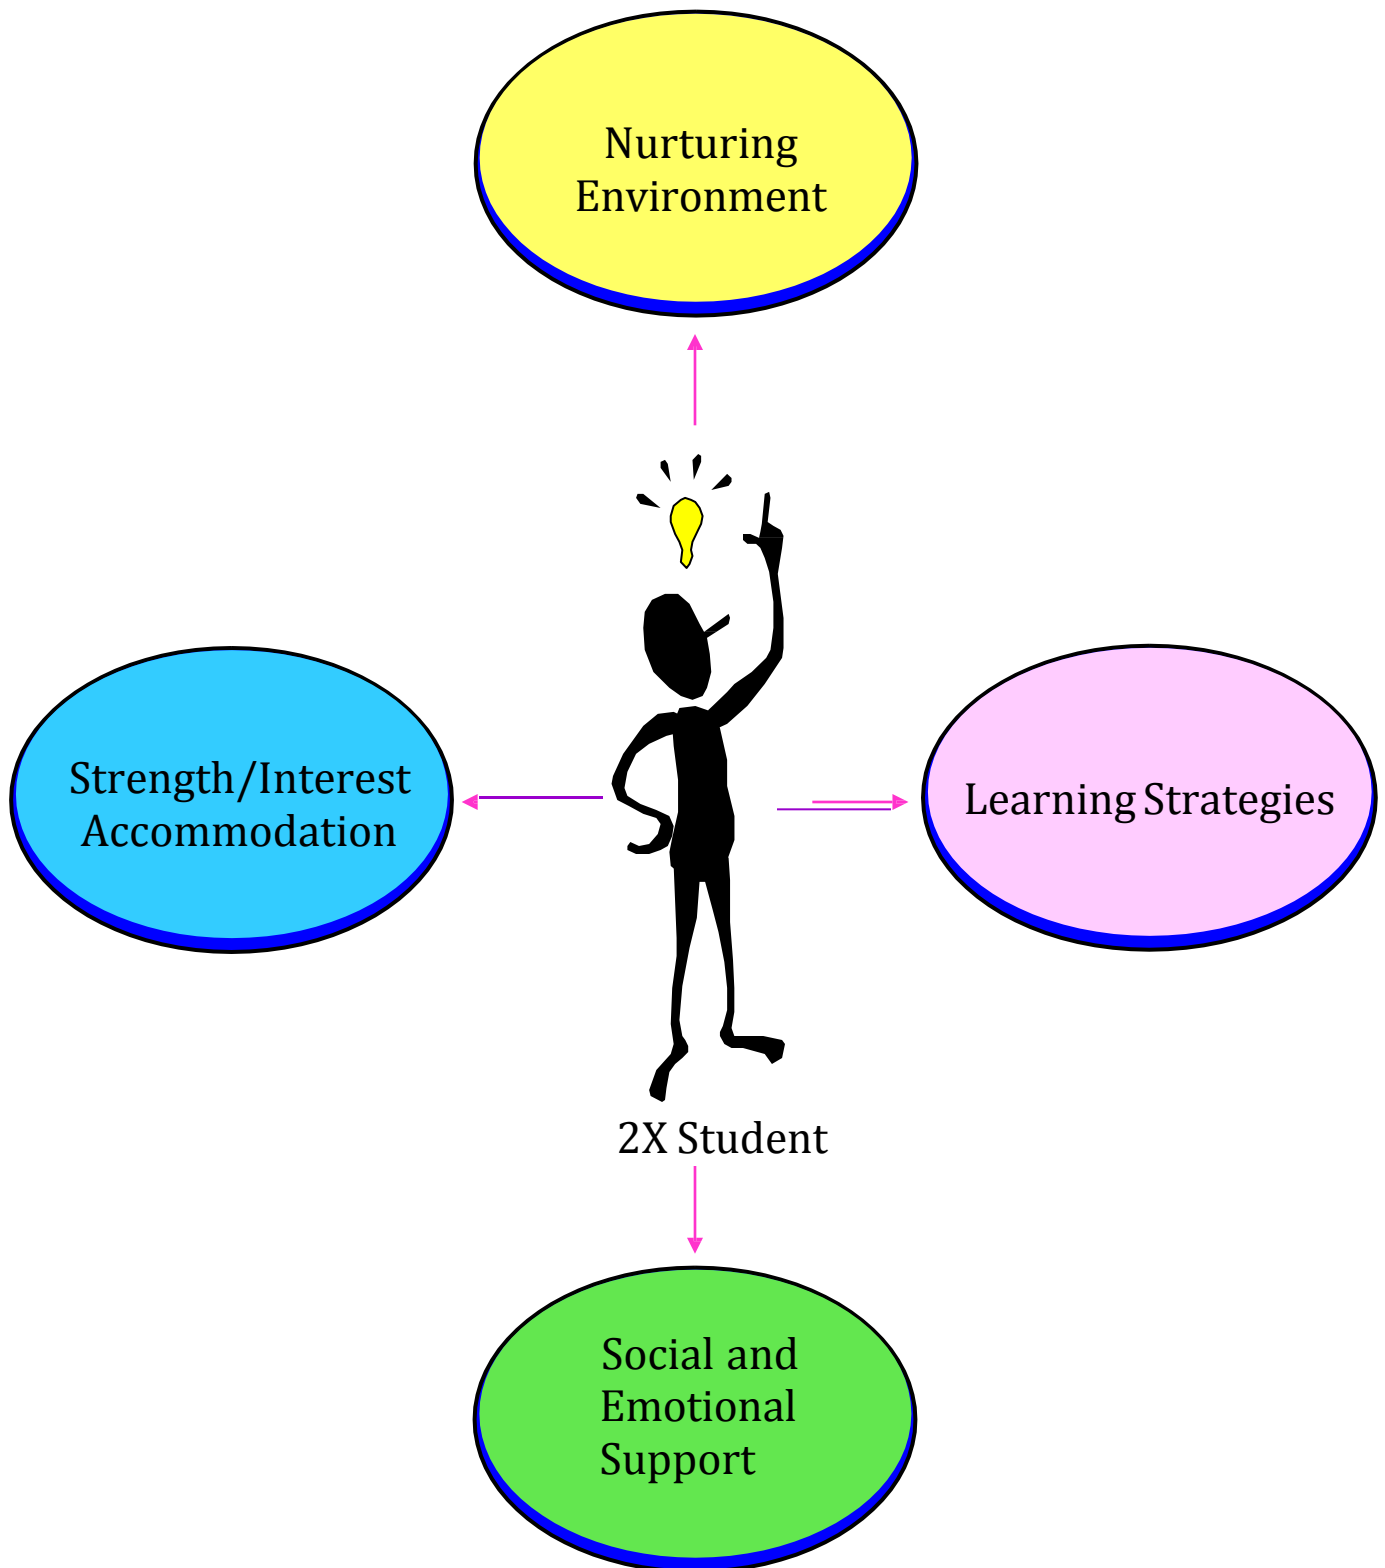 Nurturing
Environment
Strength/Interest
Accommodation
Learning Strategies
2X Student
Social and
Emotional
Support